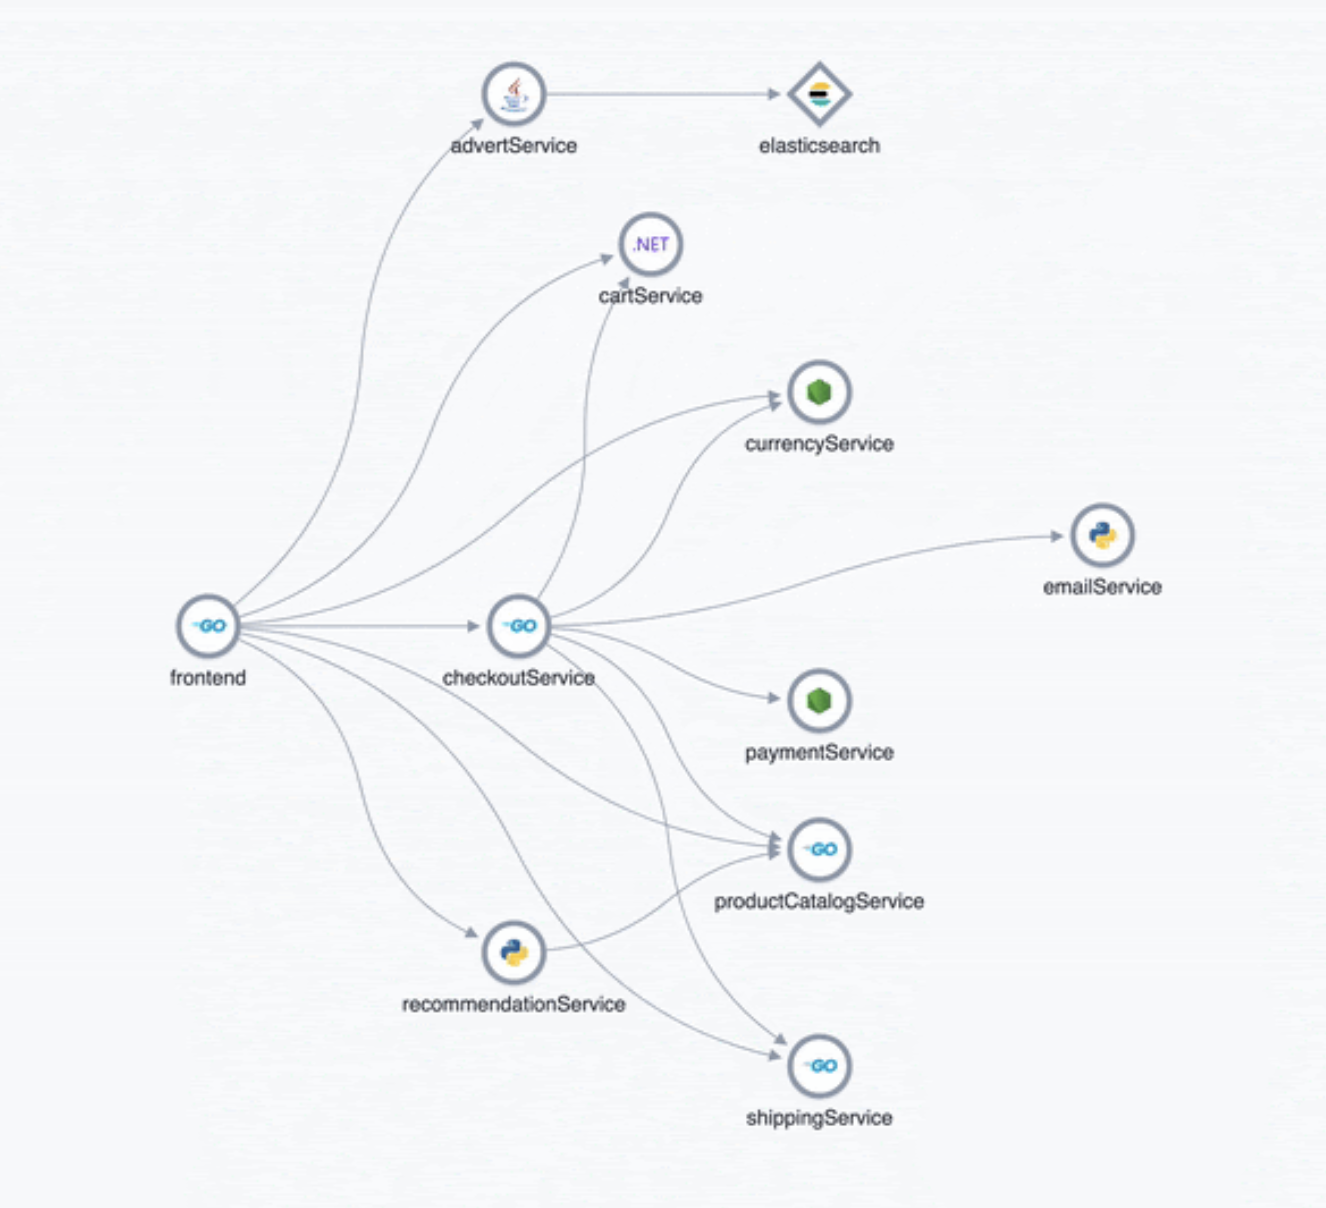 advertService
elasticsearch
.NET
cartService
currencyService
emailService
GO
frontend
GO
checkoutService
paymentService
GO
productCatalogService
recommendationService
GO
shippingService